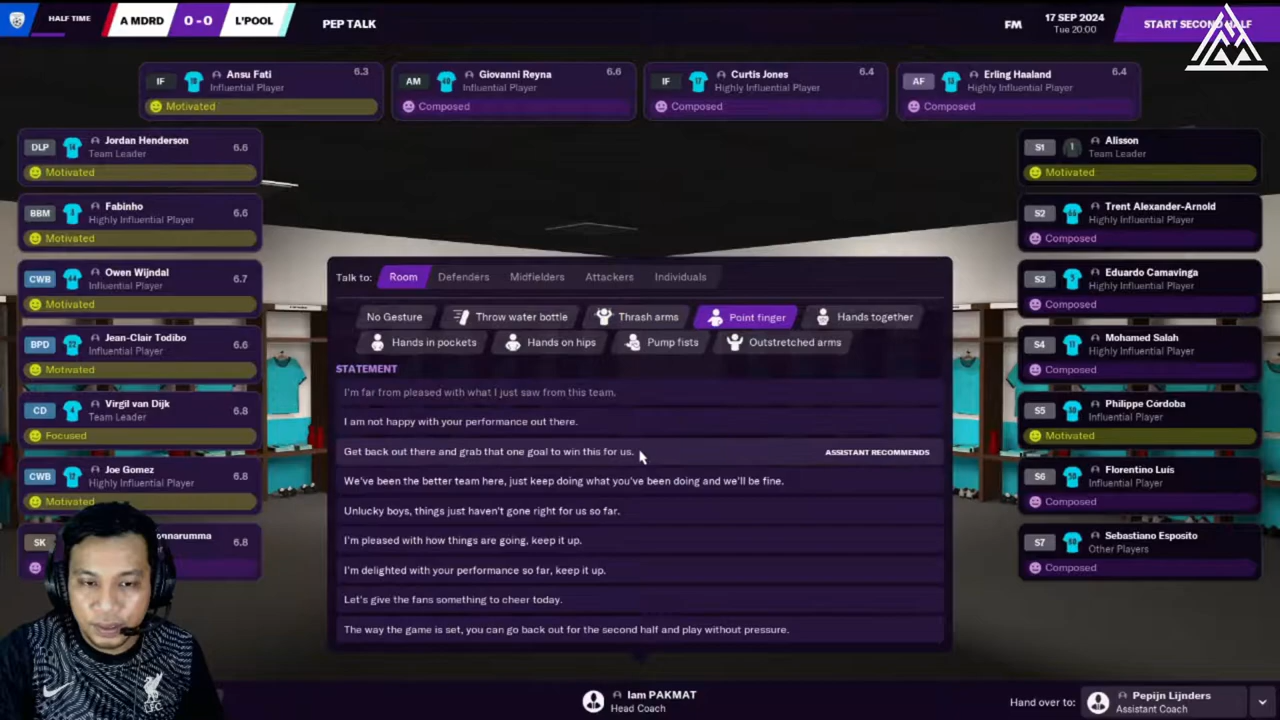 HALF TIME
A MDRD
0 - 0
L'POOL
PEP TALK
FM
17 SEP 2024
Tue 20:00
START SECOND HALF
IF
Ansu Fati
Influential Player
6.3
Motivated
AM
Giovanni Reyna
Influential Player
6.6
Composed
IF
Curtis Jones
Highly Influential Player
6.4
Composed
AF
Erling Haaland
Highly Influential Player
6.4
Composed
DLP
14
Jordan Henderson
Team Leader
6.6
Motivated
BBM
Fabinho
Highly Influential Player
6.6
Motivated
CWB
Owen Wijndal
Influential Player
6.7
Motivated
BPD
Jean-Clair Todibo
Influential Player
6.6
Motivated
CD
4
Virgil van Dijk
Team Leader
6.8
Focused
CWB
12
Joe Gomez
Highly Influential Player
6.8
Motivated
SK
onnarumma
6.8
S1
1
Alisson
Team Leader
Motivated
S2
66
Trent Alexander-Arnold
Highly Influential Player
Composed
S3
Eduardo Camavinga
Highly Influential Player
Composed
S4
11
Mohamed Salah
Highly Influential Player
Composed
S5
Philippe Córdoba
Influential Player
Motivated
S6
Florentino Luís
Influential Player
Composed
S7
Sebastiano Esposito
Other Players
Composed
Talk to:
Room
Defenders
Midfielders
Attackers
Individuals
No Gesture
Throw water bottle
Thrash arms
Point finger
Hands together
Hands in pockets
Hands on hips
Pump fists
Outstretched arms
STATEMENT
I'm far from pleased with what I just saw from this team.
I am not happy with your performance out there.
Get back out there and grab that one goal to win this for us.
ASSISTANT RECOMMENDS
We've been the better team here, just keep doing what you've been doing and we'll be fine.
Unlucky boys, things just haven't gone right for us so far.
I'm pleased with how things are going, keep it up.
I'm delighted with your performance so far, keep it up.
Let's give the fans something to cheer today.
The way the game is set, you can go back out for the second half and play without pressure.
Iam PAKMAT
Head Coach
Hand over to:
Pepijn Lijnders
Assistant Coach
L.F.C.